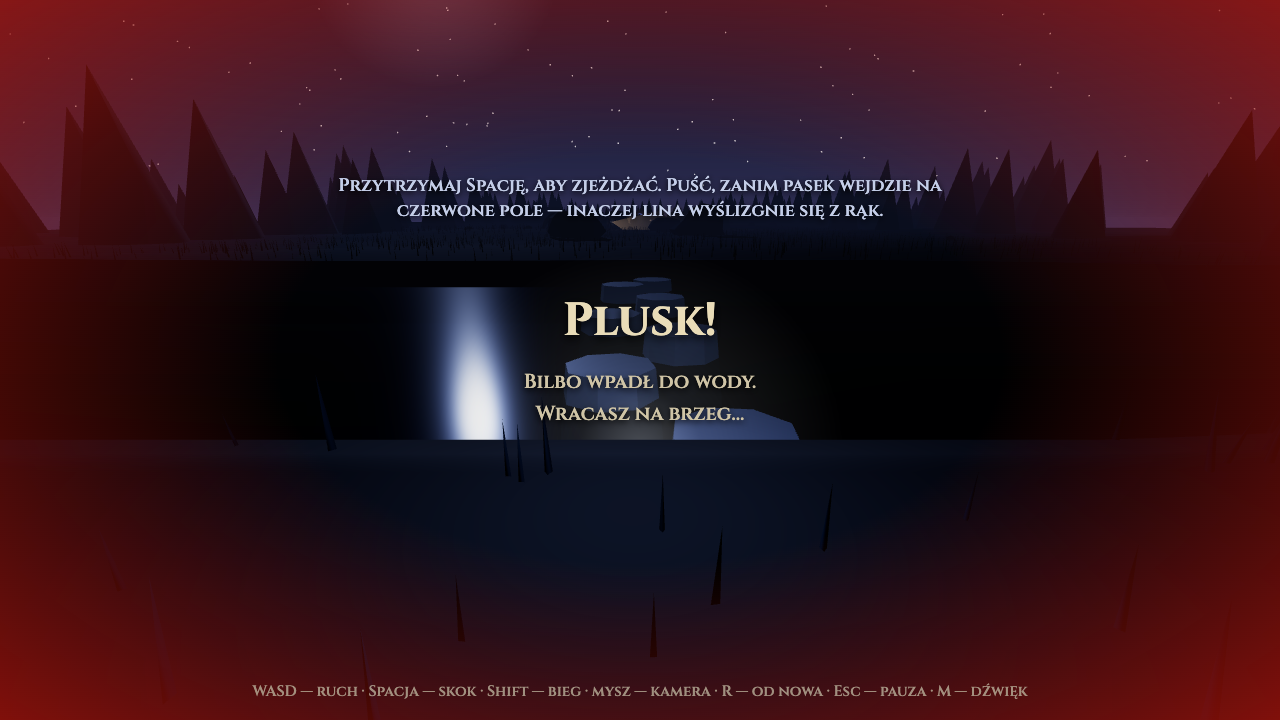 Przytrzymaj Spację, aby zjeżdżać. Puść, zanim pasek wejdzie na
czerwone pole — inaczej lina wyślizgnie się z rąk.
Plusk!
Bilbo wpadł do wody.
Wracasz na brzeg...
WASD — ruch · Spacja — skok · Shift — bieg · mysz — kamera · R — od nowa · Esc — pauza · M — dźwięk